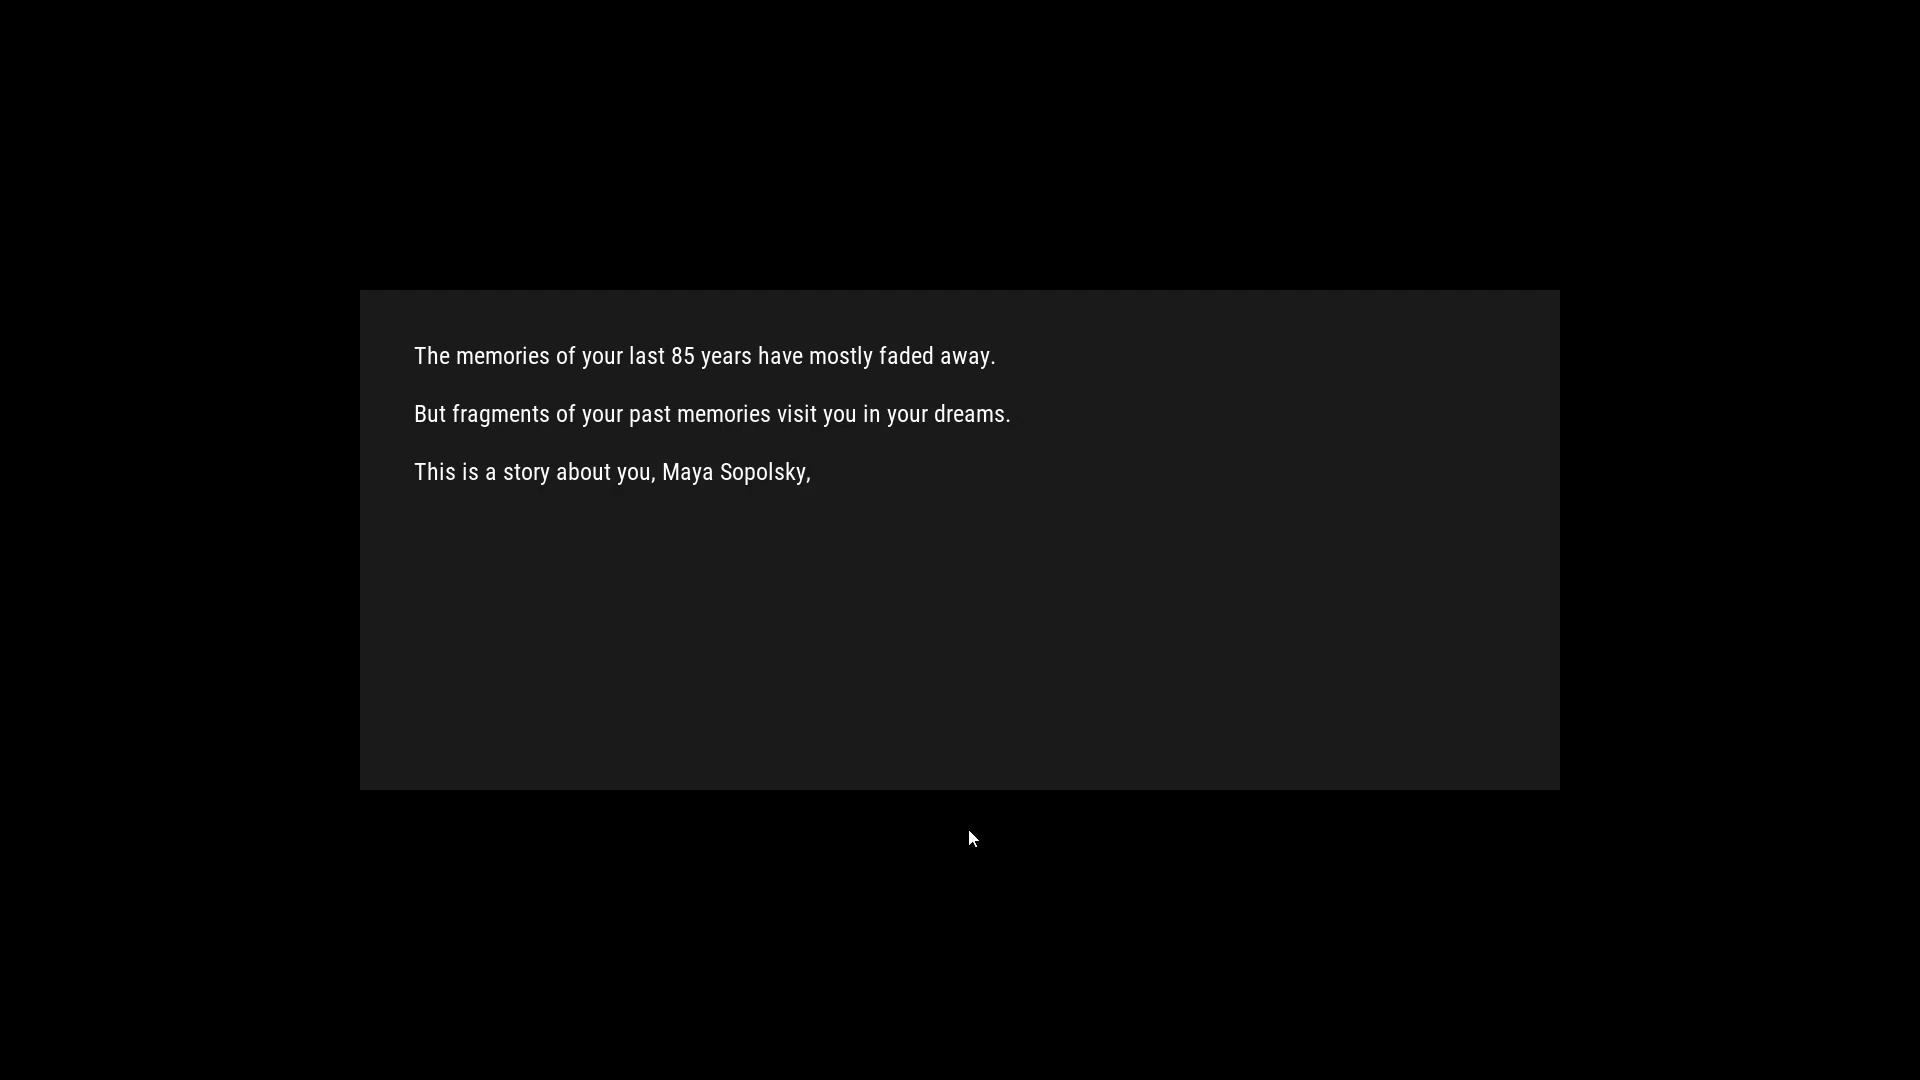 The memories of your last 85 years have mostly faded away.
But fragments of your past memories visit you in your dreams.
This is a story about you, Maya Sopolsky,